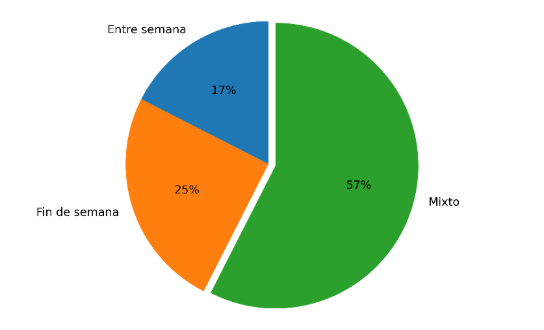 Entre semana
17%
25%
57%
Mixto
Fin de semana